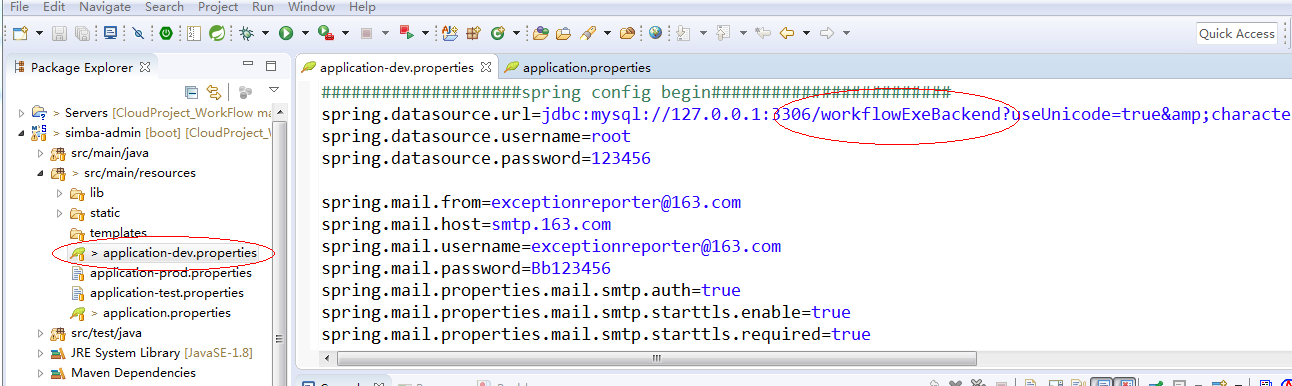 File Edit Navigate Search Project Run Window Help
Quick Access
Package Explorer
application-dev.properties
application.properties
> Servers [CloudProject_WorkFlow ma
> simba-admin [boot] [CloudProject_W
src/main/java
> src/main/resources
lib
static
templates
> application-dev.properties
application-prod.properties
application-test.properties
> application.properties
src/test/java
JRE System Library [JavaSE-1.8]
Maven Dependencies
####################spring config begin########################
spring.datasource.url=jdbc:mysql://127.0.0.1:3306/workflowExeBackend?useUnicode=true&amp;characte
spring.datasource.username=root
spring.datasource.password=123456
spring.mail.from=exceptionreporter@163.com
spring.mail.host=smtp.163.com
spring.mail.username=exceptionreporter@163.com
spring.mail.password=Bb123456
spring.mail.properties.mail.smtp.auth=true
spring.mail.properties.mail.smtp.starttls.enable=true
spring.mail.properties.mail.smtp.starttls.required=true